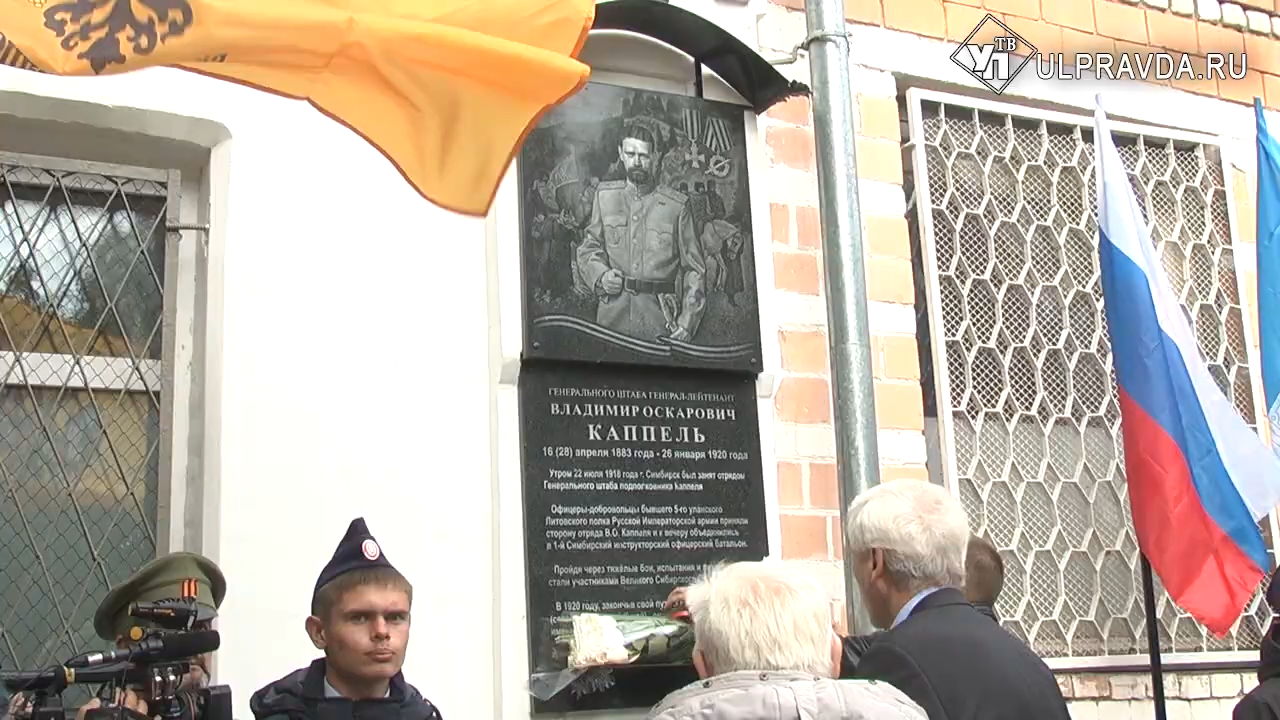 УП ТВ ULPRAVDA.RU
ГЕНЕРАЛЬНОГО ШТАБА ГЕНЕРАЛ-ЛЕЙТЕНАНТ
ВЛАДИМИР ОСКАРОВИЧ
КАППЕЛЬ
16 (28) апреля 1883 года - 26 января 1920 года
Утром 22 июля 1918 года г. Симбирск был занят отрядом
Генерального штаба подполковника Каппеля
Офицеры-добровольцы бывшего 5-го уланского
Литовского полка Русской Императорской армии приняли
сторону отряда В.О. Каппеля и к вечеру объединились
в 1-й Симбирский инструкторский офицерский батальон.
Пройдя через тяжёлые бои, испытания и
стали участниками Великого Сибирского
В 1920 году, закончив свой